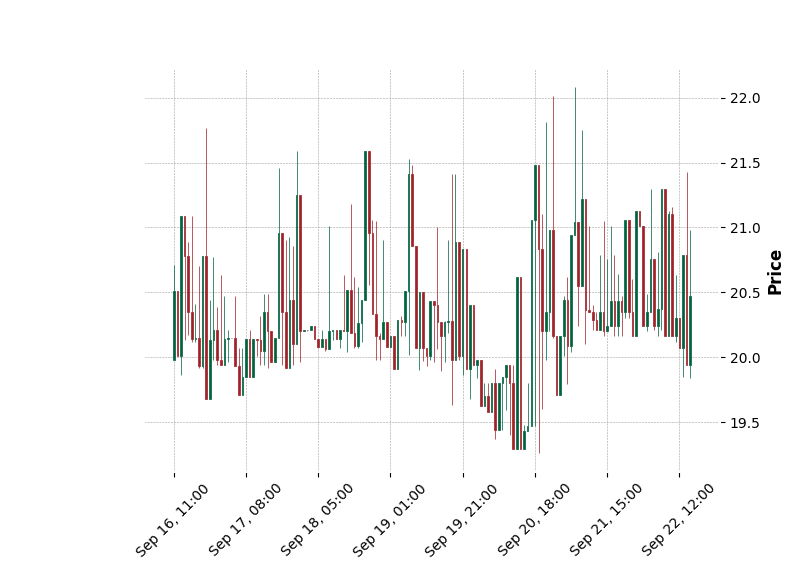 22.0
21.5
21.0
20.5
20.0
19.5
Price
Sep 16, 11:00
Sep 17, 08:00
Sep 18, 05:00
Sep 19, 01:00
Sep 19, 21:00
Sep 20, 18:00
Sep 21, 15:00
Sep 22, 12:00